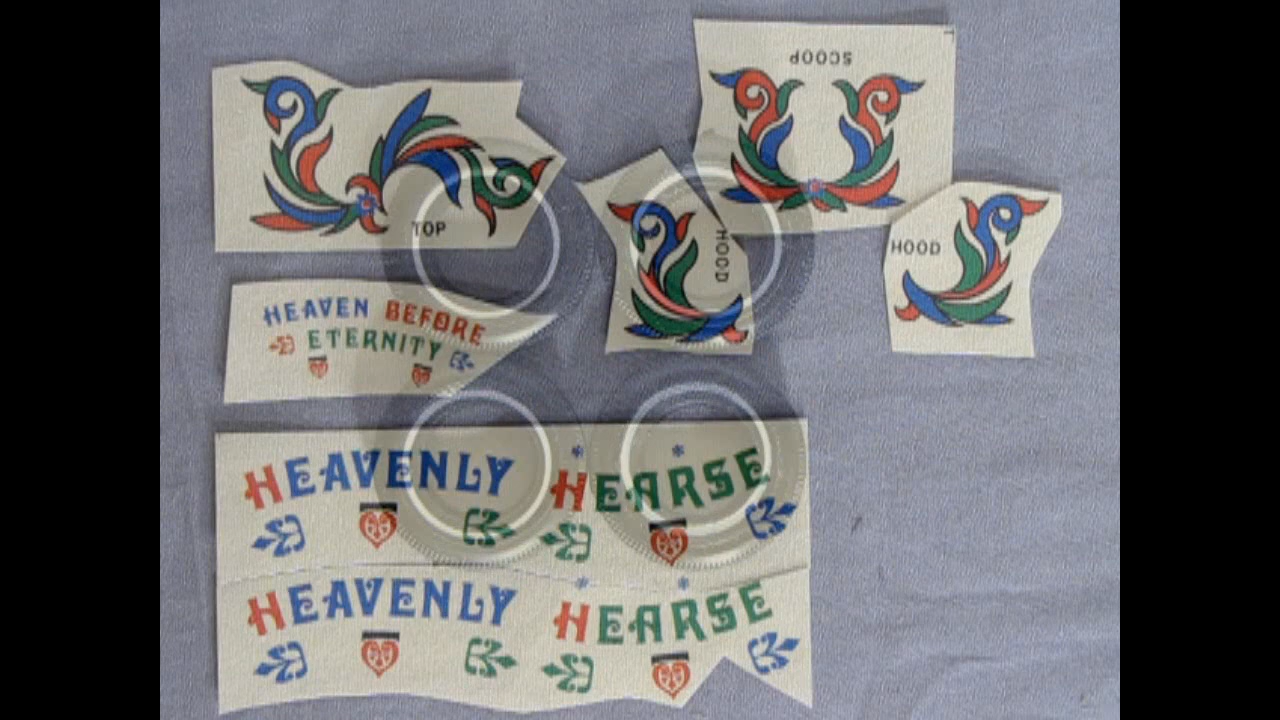 SCOOP
T
TOP
HOOD
HOOD
HEAVEN BEFORE
ETERNITY
HEAVENLY HEARSE
HEAVENLY HEARSE